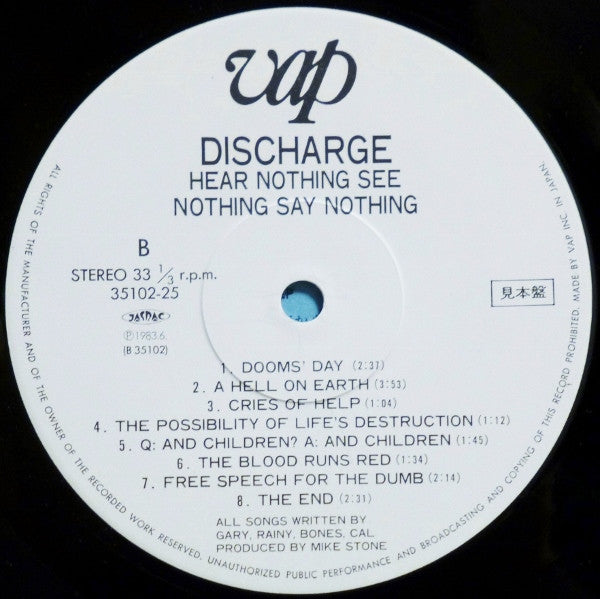 vap
DISCHARGE
HEAR NOTHING SEE
NOTHING SAY NOTHING
B
STEREO 33 1/3 r.p.m.
35102-25
JASRAC
Ⓟ1983.6.
(B 35102)
見本盤
1. DOOMS' DAY (2:37)
2. A HELL ON EARTH (3:53)
3. CRIES OF HELP (1:04)
4. THE POSSIBILITY OF LIFE'S DESTRUCTION (1:12)
5. Q: AND CHILDREN? A: AND CHILDREN (1:45)
6. THE BLOOD RUNS RED (1:34)
7. FREE SPEECH FOR THE DUMB (2:14)
8. THE END (2:31)
ALL SONGS WRITTEN BY
GARY, RAINY, BONES, CAL
PRODUCED BY MIKE STONE
ALL RIGHTS OF THE MANUFACTURER AND OF THE OWNER OF THE RECORDED WORK RESERVED. UNAUTHORIZED PUBLIC PERFORMANCE AND BROADCASTING AND COPYING OF THIS RECORD PROHIBITED. MADE BY VAP INC IN JAPAN.